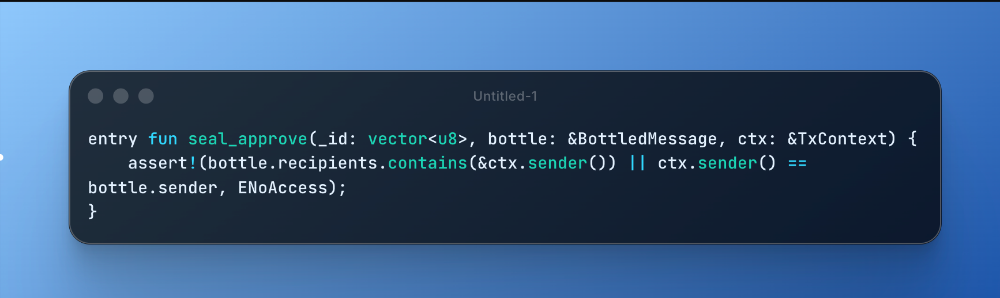 Untitled-1
entry fun seal_approve(_id: vector<u8>, bottle: &BottledMessage, ctx: &TxContext) {
    assert!(bottle.recipients.contains(&ctx.sender()) || ctx.sender() ==
bottle.sender, ENoAccess);
}